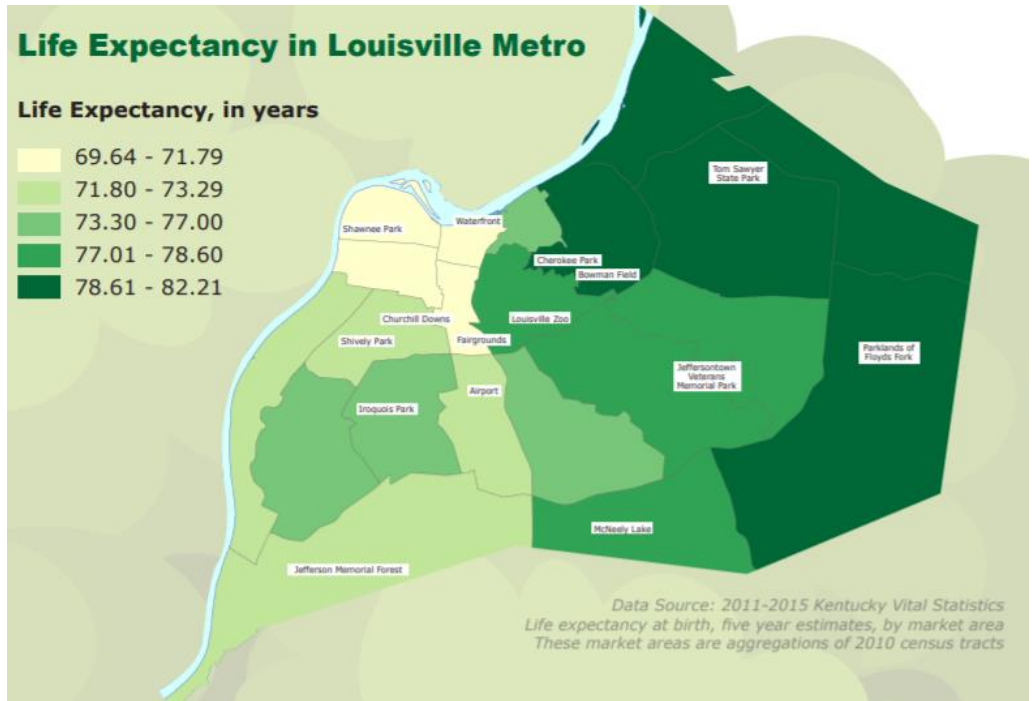 Life Expectancy in Louisville Metro
Life Expectancy, in years
69.64 - 71.79
71.80 - 73.29
73.30 - 77.00
77.01 - 78.60
78.61 - 82.21
Tom Sawyer
State Park
Waterfront
Shawnee Park
Cherokee Park
Bowman Field
Churchill Downs
Louisville Zoo
Shively Park
Fairgrounds
Parklands of
Floyds Fork
Jeffersontown
Veterans
Memorial Park
Airport
Iroquois Park
McNeely Lake
Jefferson Memorial Forest
Data Source: 2011-2015 Kentucky Vital Statistics
Life expectancy at birth, five year estimates, by market area
These market areas are aggregations of 2010 census tracts